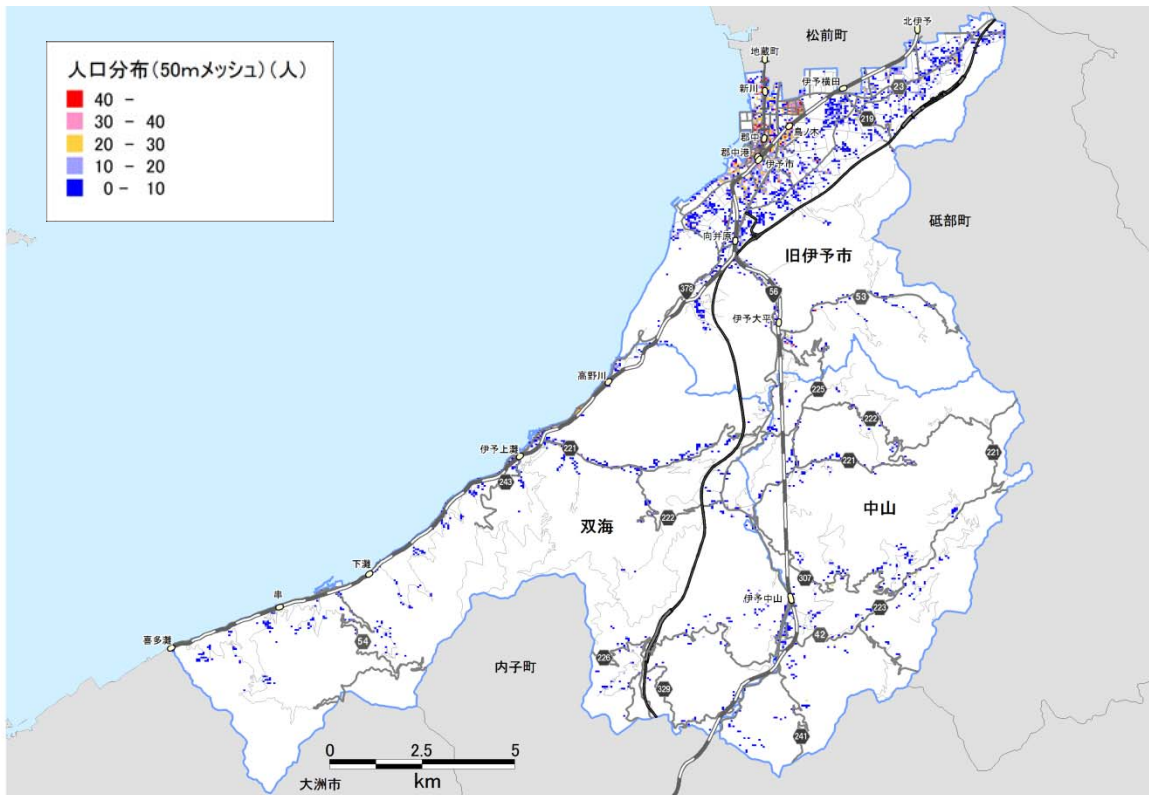 人口分布(50mメッシュ)(人)
40 -
30 - 40
20 - 30
10 - 20
0 - 10
北伊予
松前町
地蔵町
新川
伊予横田
23
219
鳥ノ木
郡中
郡中港
伊予市
砥部町
向井原
旧伊予市
378
56
53
伊予大平
高野川
225
222
221
221
伊予上灘
221
243
中山
双海
222
下灘
307
伊予中山
串
223
42
喜多灘
54
内子町
226
329
241
0 2.5 5
km
大洲市